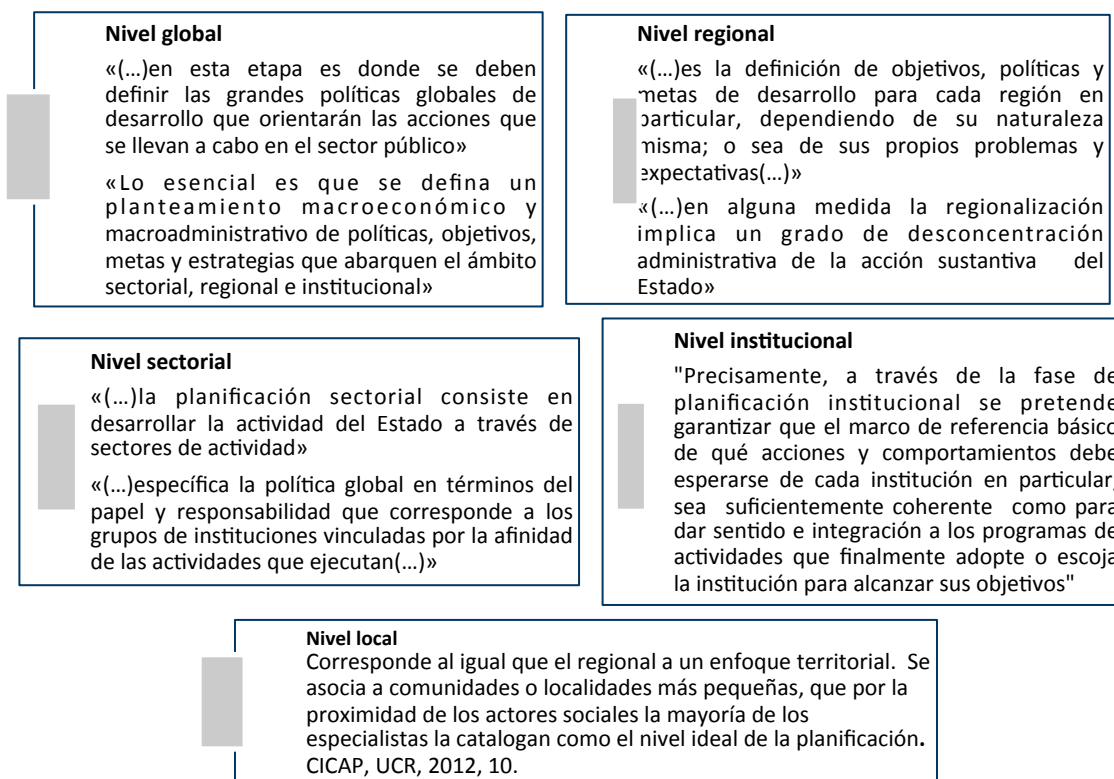 Nivel global
«(...)en esta etapa es donde se deben
definir las grandes políticas globales de
desarrollo que orientarán las acciones que
se llevan a cabo en el sector público»
«Lo esencial es que se defina un
planteamiento macroeconómico y
macroadministrativo de políticas, objetivos,
metas y estrategias que abarquen el ámbito
sectorial, regional e institucional»
Nivel regional
«(...)es la definición de objetivos, políticas y
metas de desarrollo para cada región en
particular, dependiendo de su naturaleza
misma; o sea de sus propios problemas y
expectativas(...)»
«(...)en alguna medida la regionalización
implica un grado de desconcentración
administrativa de la acción sustantiva del
Estado»
Nivel sectorial
«(...)la planificación sectorial consiste en
desarrollar la actividad del Estado a través de
sectores de actividad»
«(...)específica la política global en términos del
papel y responsabilidad que corresponde a los
grupos de instituciones vinculadas por la afinidad
de las actividades que ejecutan(...)»
Nivel institucional
"Precisamente, a través de la fase de
planificación institucional se pretende
garantizar que el marco de referencia básico
de qué acciones y comportamientos debe
esperarse de cada institución en particular,
sea suficientemente coherente como para
dar sentido e integración a los programas de
actividades que finalmente adopte o escoja
la institución para alcanzar sus objetivos"
Nivel local
Corresponde al igual que el regional a un enfoque territorial. Se
asocia a comunidades o localidades más pequeñas, que por la
proximidad de los actores sociales la mayoría de los
especialistas la catalogan como el nivel ideal de la planificación.
CICAP, UCR, 2012, 10.